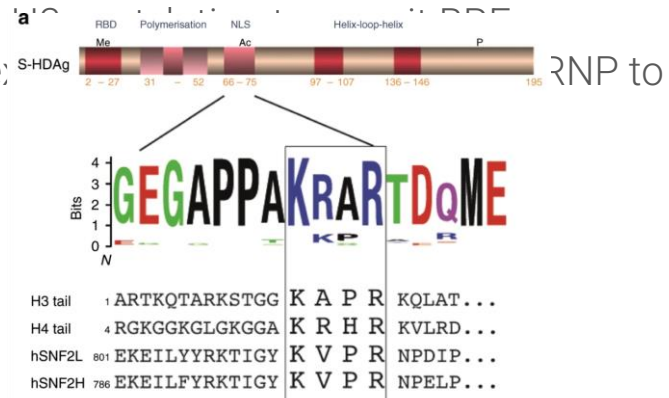 a
RBD Polymerisation NLS Helix-loop-helix
Me Ac P
S-HDAg
RNP to
2 – 27 31 – 52 66 – 75 97 – 107 136 – 146 195
4
3
2
1
0
Bits
GEGAPPAKRARTDQME
K P R
N
H3 tail 1 ARTKQTARKSTGG K A P R KQLAT...
H4 tail 4 RGKGGKGLGKGGA K R H R KVLRD...
hSNF2L 801 EKEILYYRKTIGY K V P R NPDIP...
hSNF2H 786 EKEILFYRKTIGY K V P R NPELP...